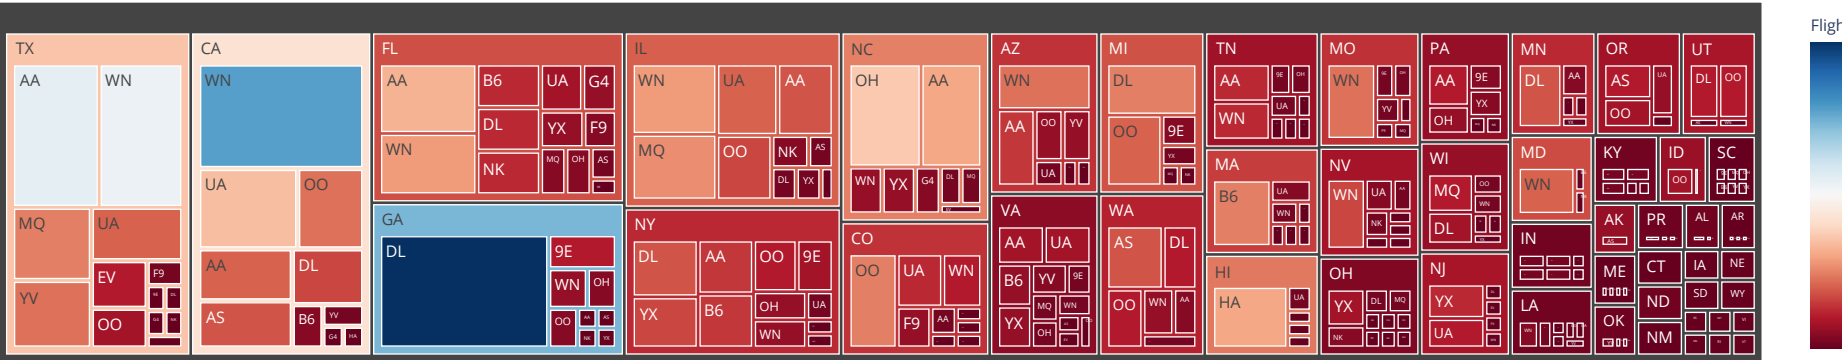 TX
AA
WN
MQ
UA
YV
EV
F9
OO
CA
WN
UA
OO
AA
DL
AS
B6
YV
G4
HA
FL
AA
WN
B6
UA
G4
DL
YX
F9
NK
MQ
OH
AS
GA
DL
9E
WN
OH
OO
AA
AS
NK
YX
IL
WN
UA
AA
MQ
OO
NK
AS
DL
YX
NY
DL
AA
OO
9E
YX
B6
OH
UA
WN
NC
OH
AA
WN
YX
G4
DL
MQ
CO
OO
UA
WN
F9
AA
AZ
WN
AA
OO
YV
UA
VA
AA
UA
B6
YV
9E
YX
MQ
WN
OH
MI
DL
OO
9E
YX
WA
AS
DL
OO
WN
AA
TN
AA
9E
OH
WN
UA
MA
B6
UA
WN
HI
HA
UA
MO
WN
YV
NV
WN
UA
AA
NK
OH
YX
DL
MQ
NK
PA
AA
9E
YX
OH
WI
MQ
OO
WN
DL
NJ
YX
UA
MN
DL
AA
MD
WN
IN
LA
OR
AS
UA
OO
UT
DL
OO
KY
ID
OO
SC
AK
AS
PR
AL
AR
ME
CT
IA
NE
ND
SD
WY
OK
NM
Fligh